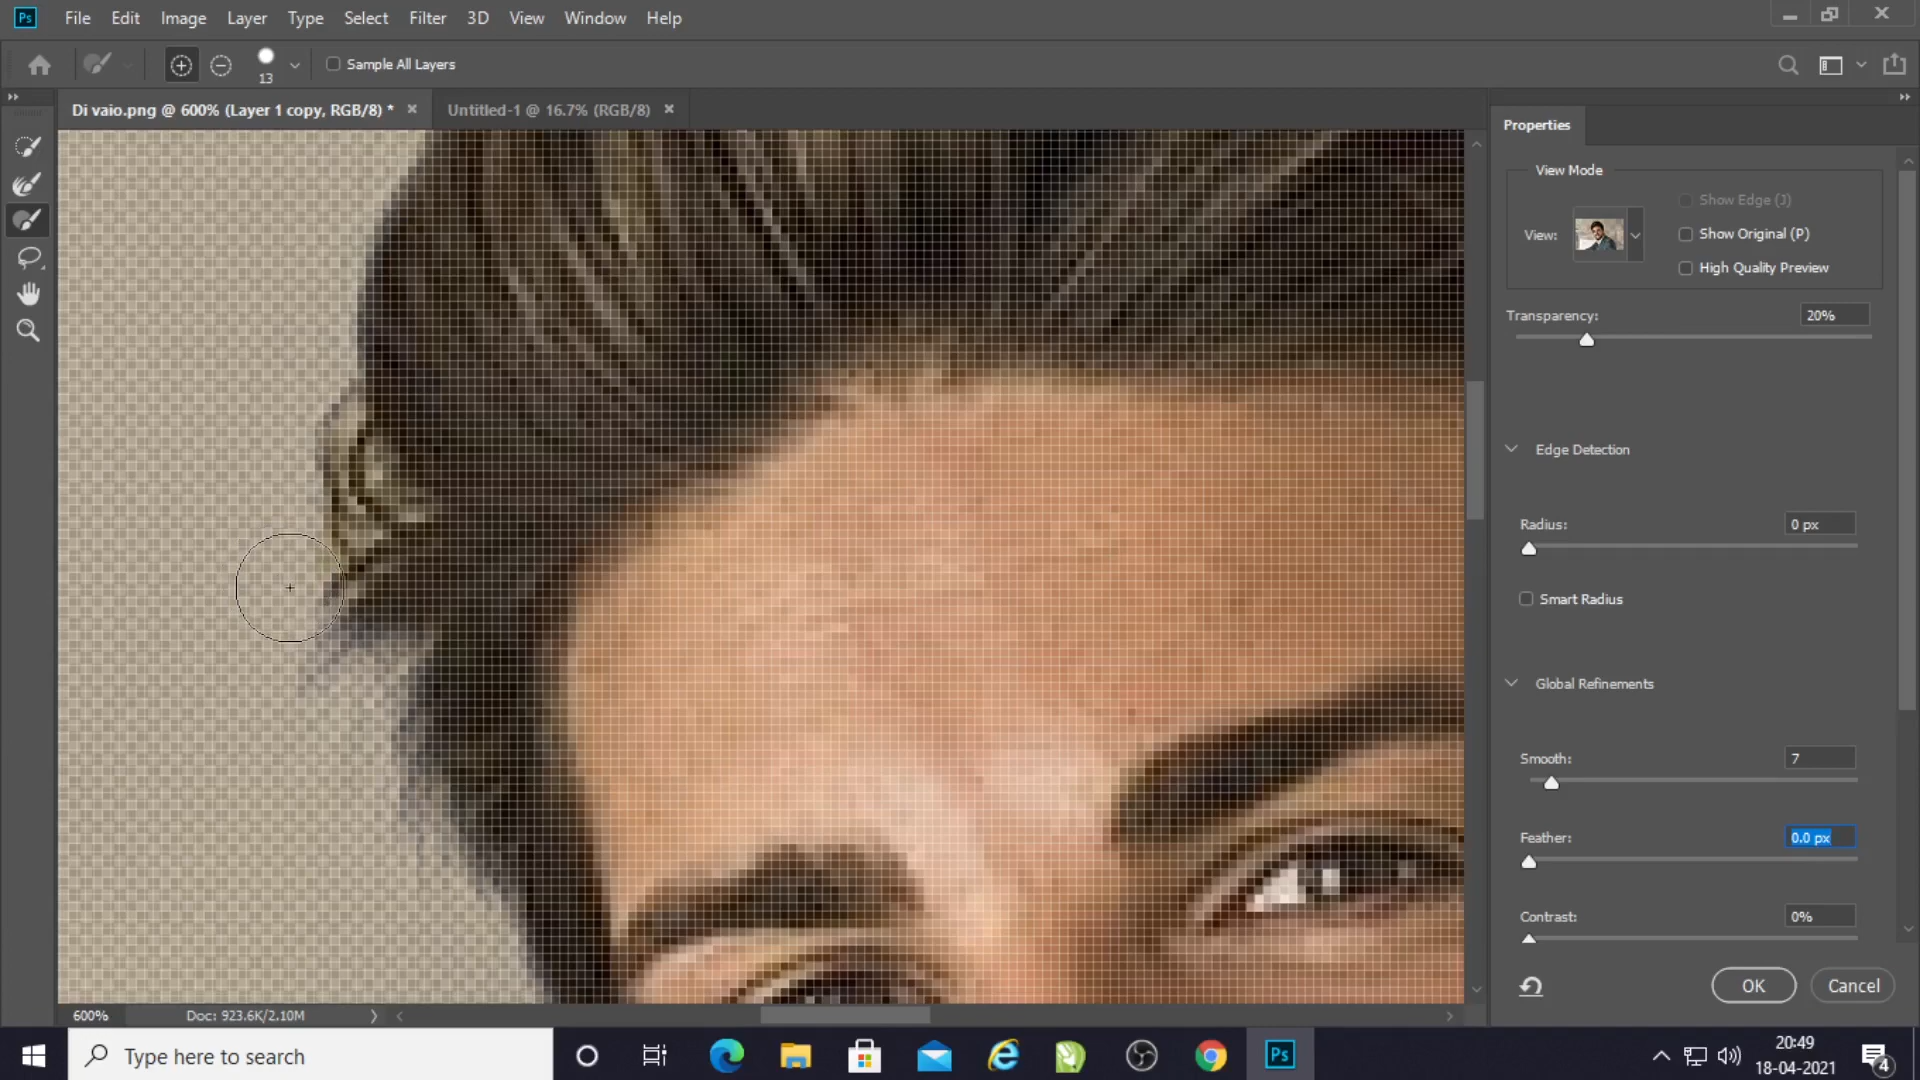 Ps File Edit Image Layer Type Select Filter 3D View Window Help
13 Sample All Layers
Di vaio.png @ 600% (Layer 1 copy, RGB/8) * × Untitled-1 @ 16.7% (RGB/8) ×
Properties
View Mode
Show Edge (J)
View:
Show Original (P)
High Quality Preview
Transparency: 20%
Edge Detection
Radius: 0 px
Smart Radius
Global Refinements
Smooth: 7
Feather: 0.0 px
Contrast: 0%
OK Cancel
600% Doc: 923.6K/2.10M
Type here to search
Ps
20:49
18-04-2021
4